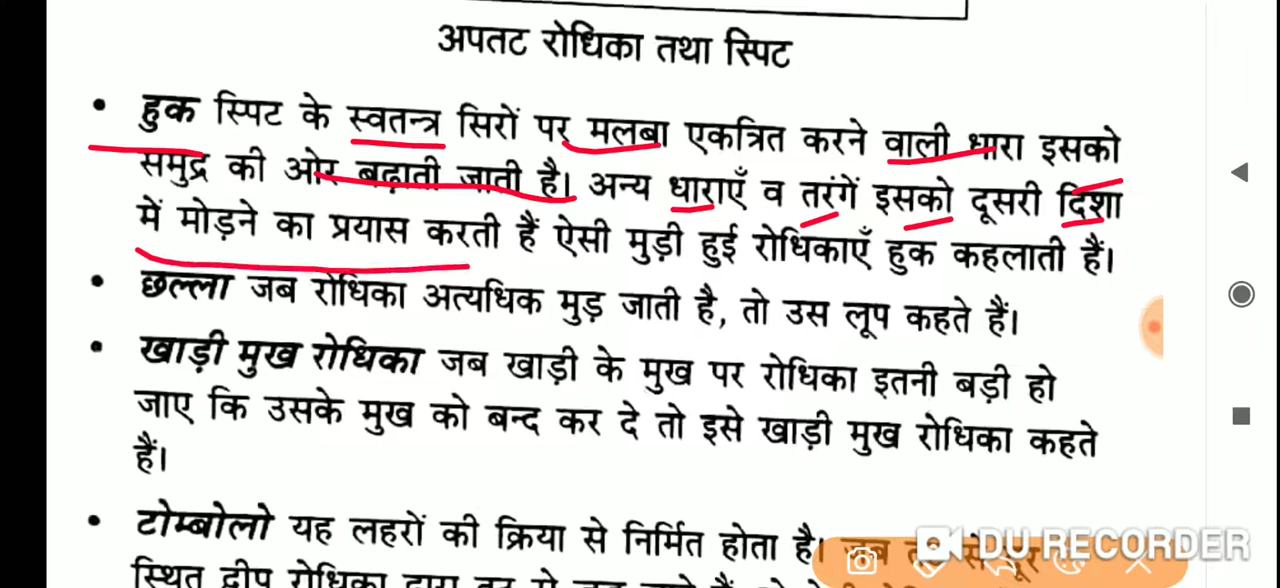 अपतट रोधिका तथा स्पिट
• हुक स्पिट के स्वतन्त्र सिरों पर मलबा एकत्रित करने वाली धारा इसको
समुद्र की ओर बढ़ाती जाती है। अन्य धाराएँ व तरंगें इसको दूसरी दिशा
में मोड़ने का प्रयास करती हैं ऐसी मुड़ी हुई रोधिकाएँ हुक कहलाती हैं।
• छल्ला जब रोधिका अत्यधिक मुड़ जाती है, तो उस लूप कहते हैं।
• खाड़ी मुख रोधिका जब खाड़ी के मुख पर रोधिका इतनी बड़ी हो
जाए कि उसके मुख को बन्द कर दे तो इसे खाड़ी मुख रोधिका कहते
हैं।
• टोम्बोलो यह लहरों की क्रिया से निर्मित होता है।
DU RECORDER
स्थित द्वीप रोधिका